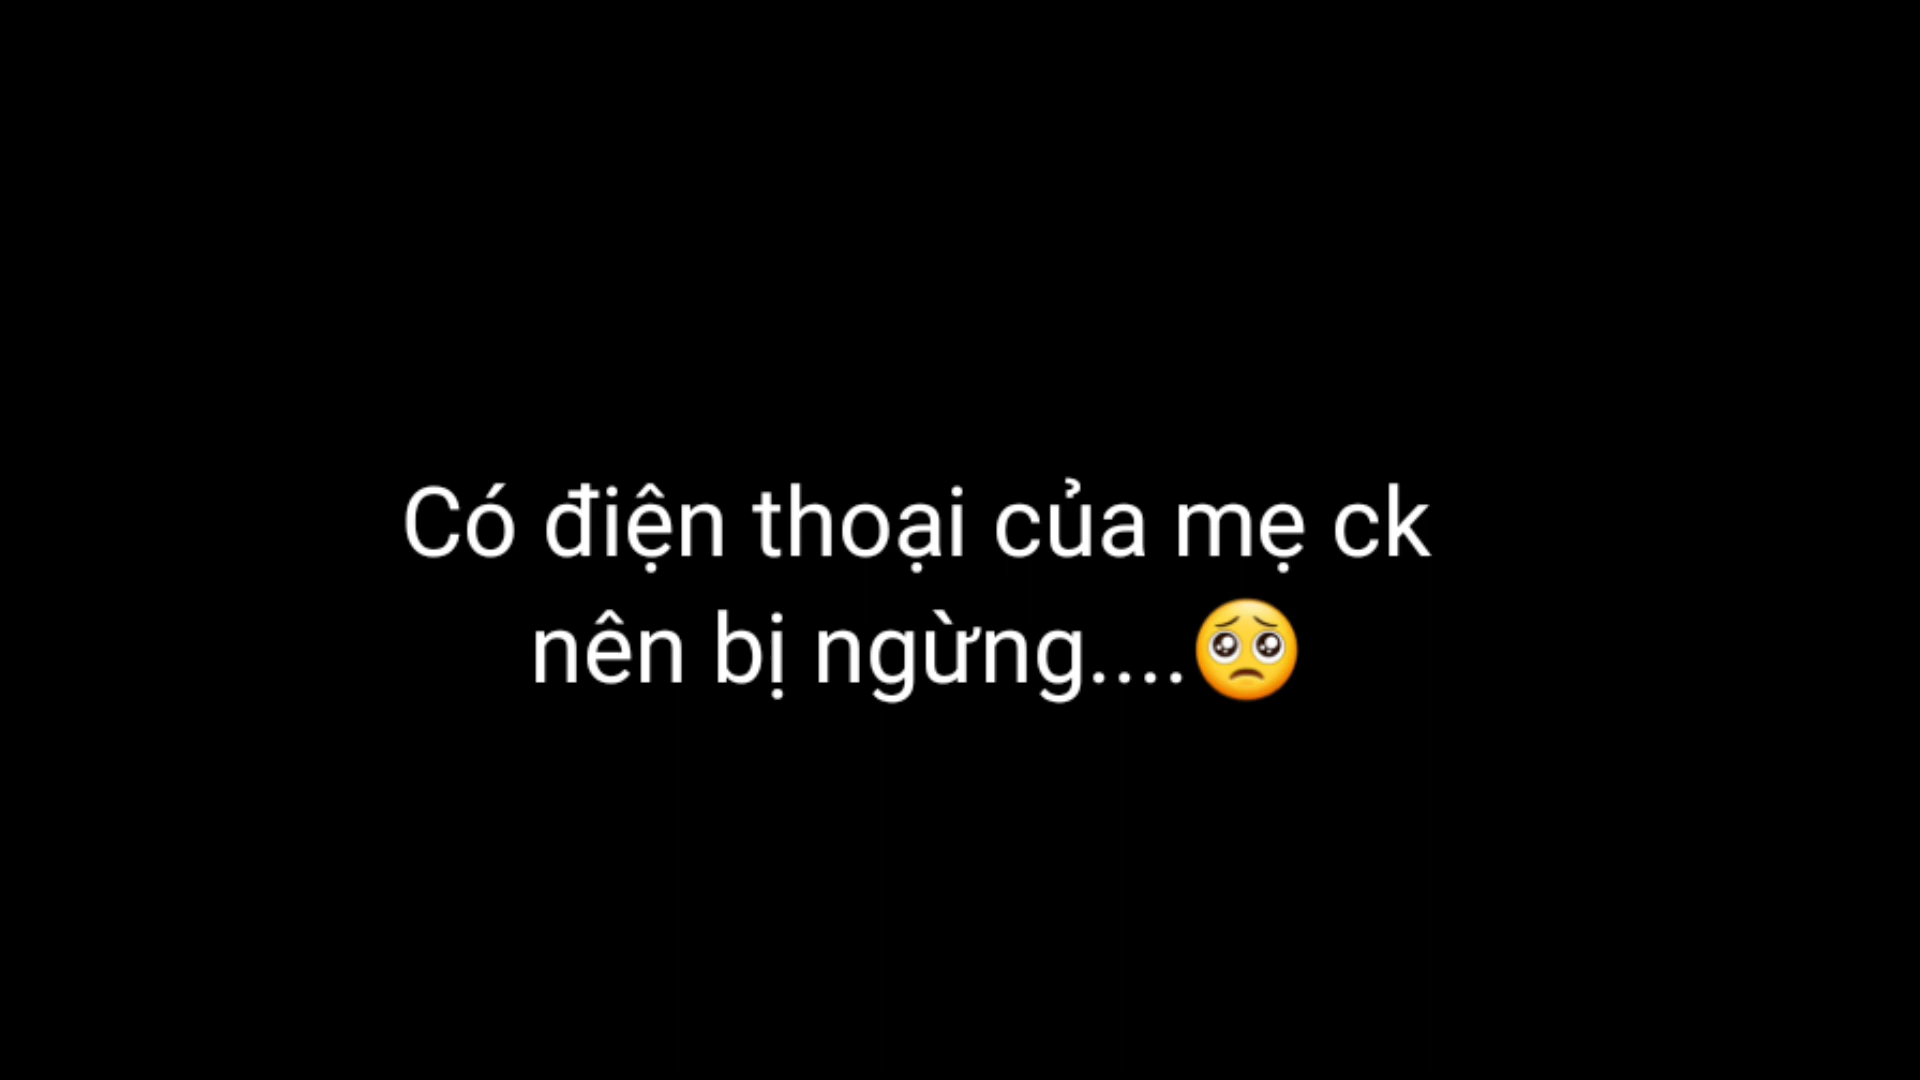 Có điện thoại của mẹ ck
nên bị ngừng....🥺